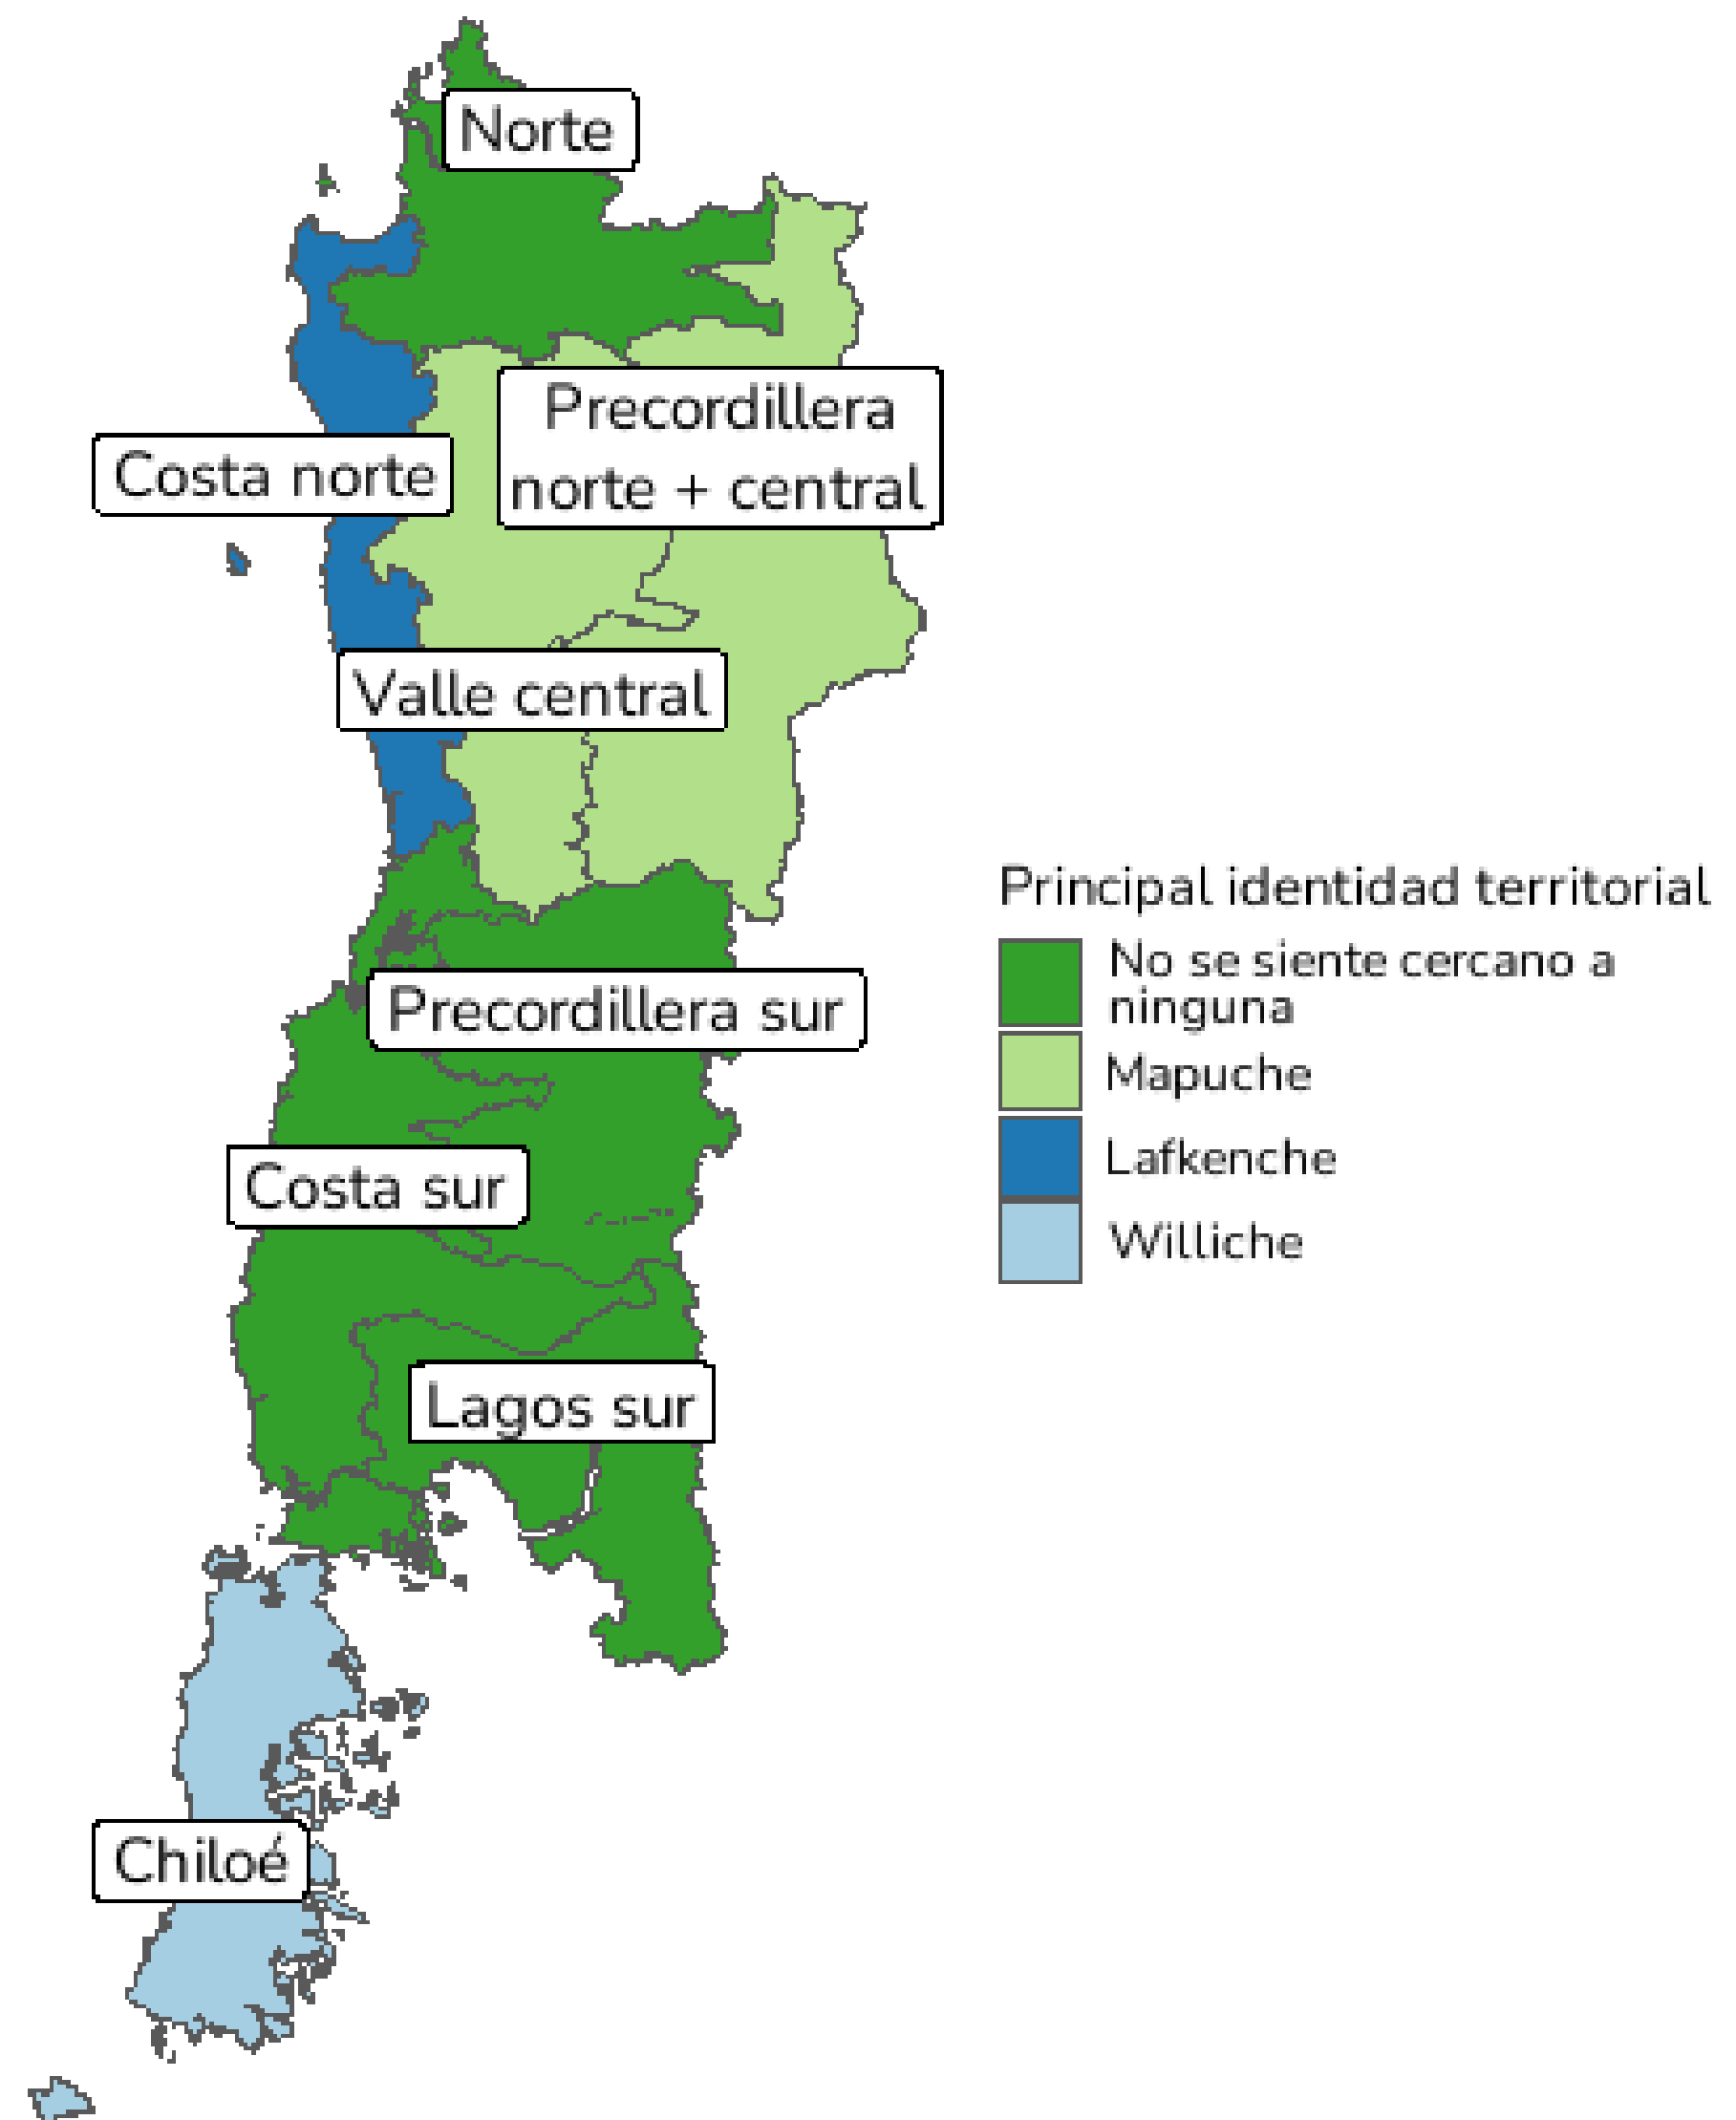 Norte
Precordillera
norte + central
Costa norte
Valle central
Principal identidad territorial
No se siente cercano a
ninguna
Mapuche
Lafkenche
Williche
Precordillera sur
Costa sur
Lagos sur
Chiloé